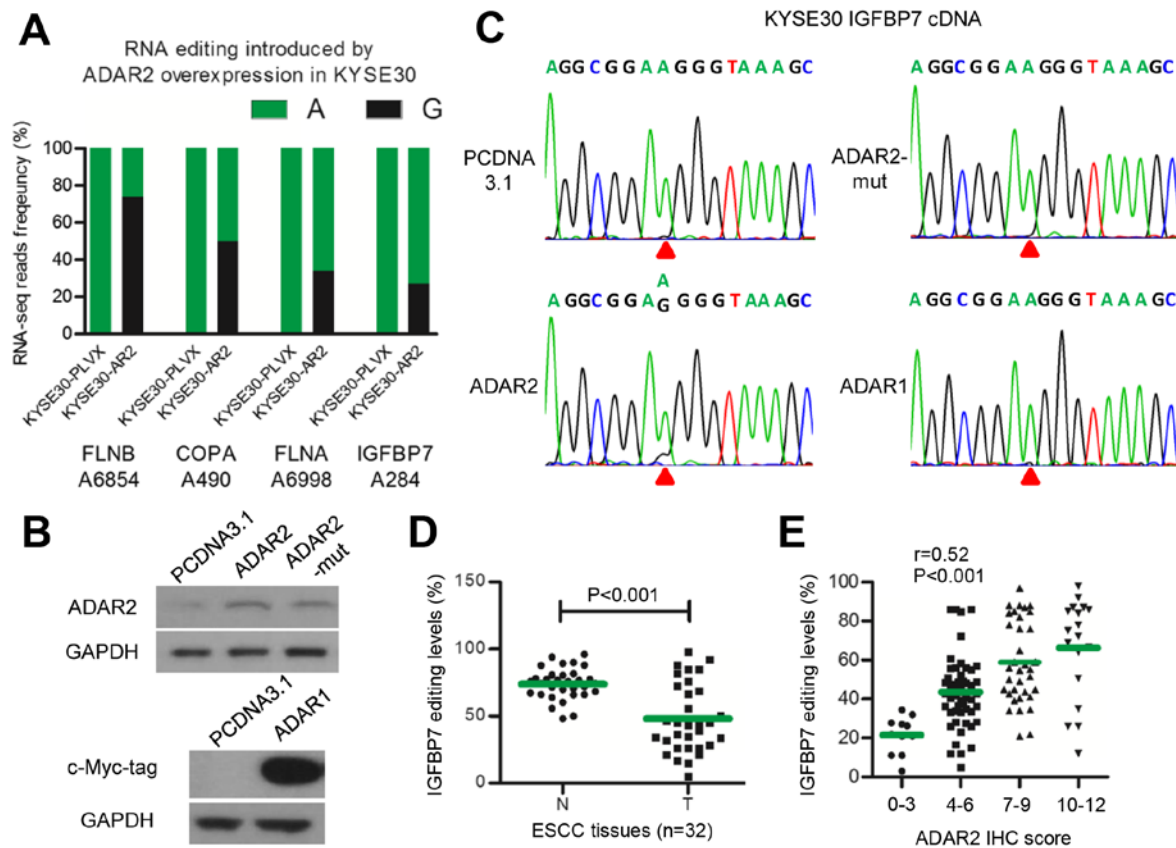 A
RNA editing introduced by
ADAR2 overexpression in KYSE30
A G
RNA-seq reads freqeuncy (%)
100
80
60
40
20
0
KYSE30-PLVX
KYSE30-AR2
KYSE30-PLVX
KYSE30-AR2
KYSE30-PLVX
KYSE30-AR2
KYSE30-PLVX
KYSE30-AR2
FLNB COPA FLNA IGFBP7
A6854 A490 A6998 A284
B
PCDNA3.1
ADAR2
ADAR2
-mut
ADAR2
GAPDH
PCDNA3.1
ADAR1
c-Myc-tag
GAPDH
C
KYSE30 IGFBP7 cDNA
AGGCGGAAGGGTAAAGC
PCDNA
3.1
A GGCGGAAGGGTAAAGC
ADAR2-
mut
A
A GGCGGAGGGGTAAAGC
ADAR2
A GGCGGAAGGGTAAAGC
ADAR1
D
IGFBP7 editing levels (%)
150
100
50
0
P<0.001
N T
ESCC tissues (n=32)
E
IGFBP7 editing levels (%)
r=0.52
P<0.001
100
80
60
40
20
0
0-3 4-6 7-9 10-12
ADAR2 IHC score